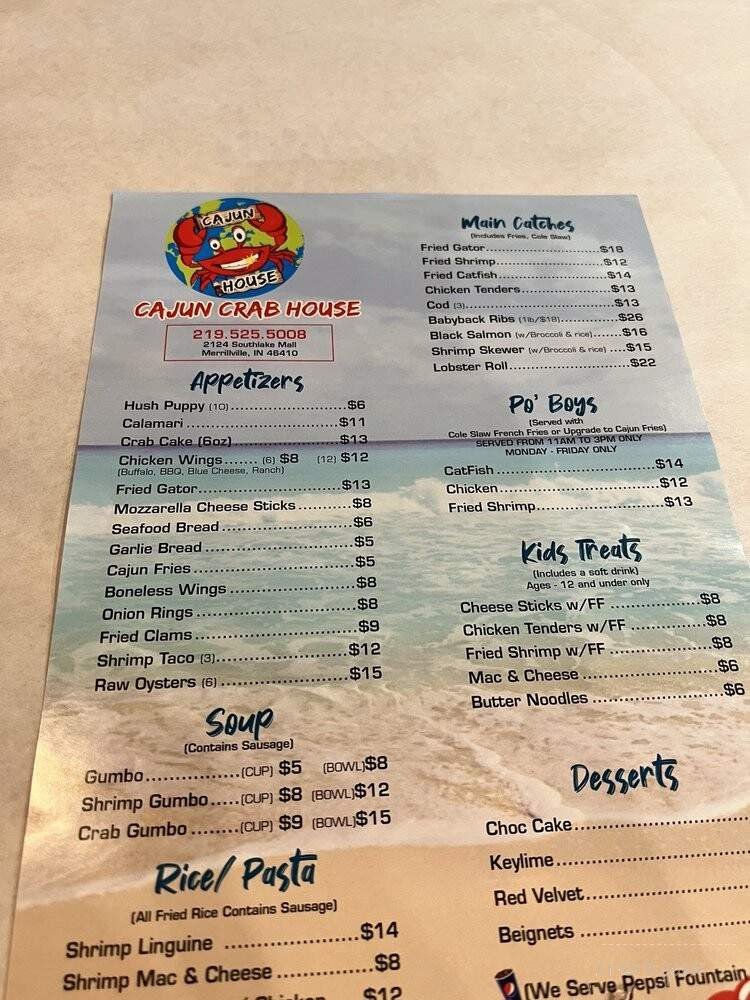 CAJUN
HOUSE
CAJUN CRAB HOUSE
219.525.5008
2124 Southlake Mall
Merrillville, IN 46410
Appetizers
Hush Puppy (10)..............................$6
Calamari..............................$11
Crab Cake (6oz)..............................$13
Chicken Wings....... (6) $8 (12) $12
(Buffalo, BBQ, Blue Cheese, Ranch)
Fried Gator..............................$13
Mozzarella Cheese Sticks...........$8
Seafood Bread..............................$6
Garlic Bread..............................$5
Cajun Fries..............................$5
Boneless Wings..............................$8
Onion Rings..............................$8
Fried Clams..............................$9
Shrimp Taco (3)..............................$12
Raw Oysters (6)..............................$15
Soup
(Contains Sausage)
Gumbo................(CUP) $5 (BOWL)$8
Shrimp Gumbo.....(CUP) $8 (BOWL)$12
Crab Gumbo ........(CUP) $9 (BOWL)$15
Rice/ Pasta
(All Fried Rice Contains Sausage)
Shrimp Linguine .......................$14
Shrimp Mac & Cheese..................$8
Chicken $12
Main Catches
(Includes Fries, Cole Slaw)
Fried Gator..............................$18
Fried Shrimp..............................$12
Fried Catfish..............................$14
Chicken Tenders..............................$13
Cod (3)..............................$13
Babyback Ribs (1lb/$18)..................$26
Black Salmon (w/Broccoli & rice).......$16
Shrimp Skewer (w/Broccoli & rice) ....$15
Lobster Roll..............................$22
Po' Boys
(Served with
Cole Slaw French Fries or Upgrade to Cajun Fries)
SERVED FROM 11AM TO 3PM ONLY
MONDAY - FRIDAY ONLY
CatFish..............................$14
Chicken..............................$12
Fried Shrimp..............................$13
Kids Treats
(Includes a soft drink)
Ages - 12 and under only
Cheese Sticks w/FF ..................$8
Chicken Tenders w/FF ................$8
Fried Shrimp w/FF ....................$8
Mac & Cheese..............................$6
Butter Noodles..............................$6
Desserts
Choc Cake..............................
Keylime..............................
Red Velvet..............................
Beignets..............................
(We Serve Pepsi Fountain